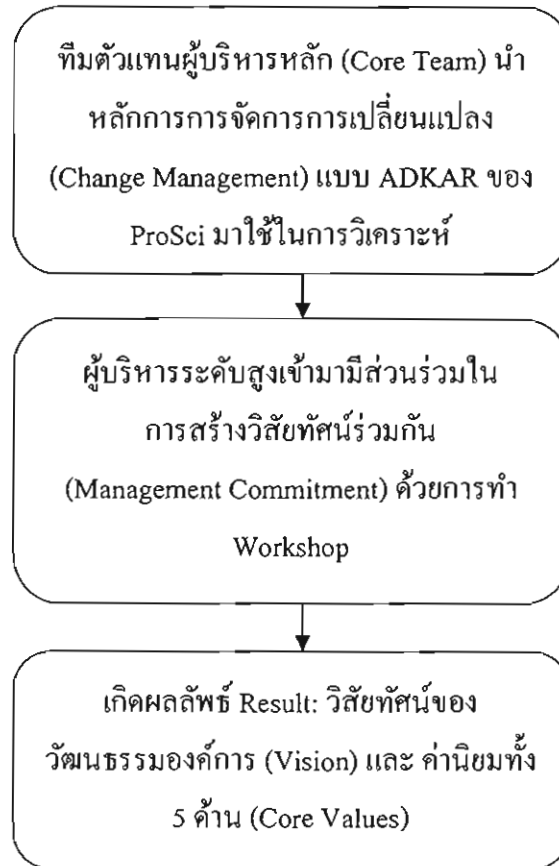 ทีมตัวแทนผู้บริหารหลัก (Core Team) นำ
หลักการการจัดการการเปลี่ยนแปลง
(Change Management) แบบ ADKAR ของ
ProSci มาใช้ในการวิเคราะห์
ผู้บริหารระดับสูงเข้ามามีส่วนร่วมใน
การสร้างวิสัยทัศน์ร่วมกัน
(Management Commitment) ด้วยการทำ
Workshop
เกิดผลลัพธ์ Result: วิสัยทัศน์ของ
วัฒนธรรมองค์การ (Vision) และ ค่านิยมทั้ง
5 ด้าน (Core Values)